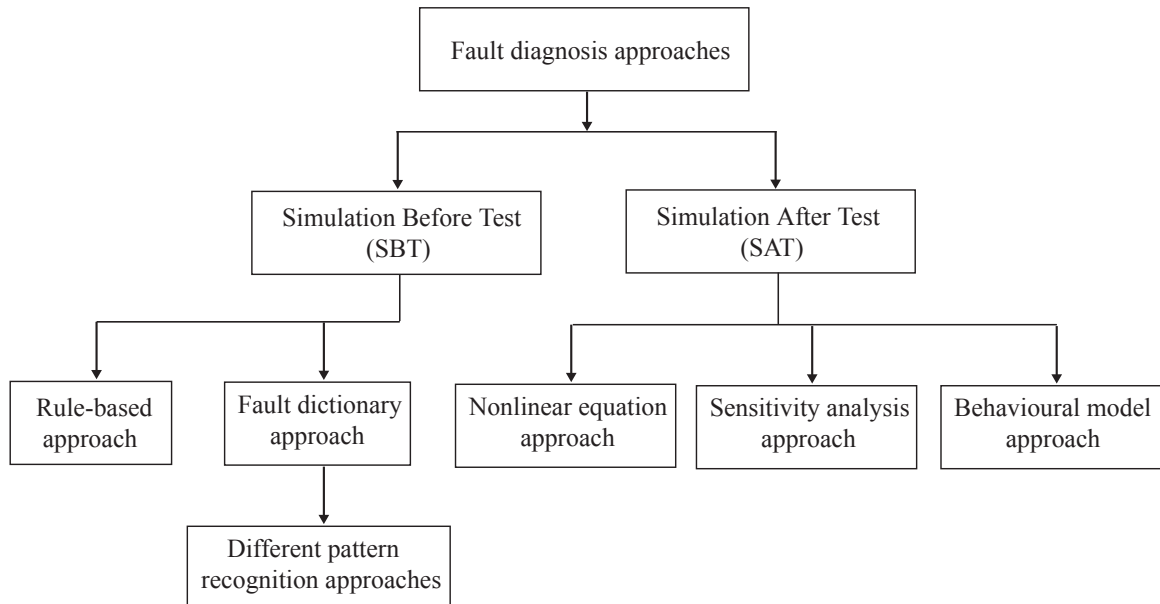 Fault diagnosis approaches
Simulation Before Test
(SBT)
Simulation After Test
(SAT)
Rule-based
approach
Fault dictionary
approach
Nonlinear equation
approach
Sensitivity analysis
approach
Behavioural model
approach
Different pattern
recognition approaches